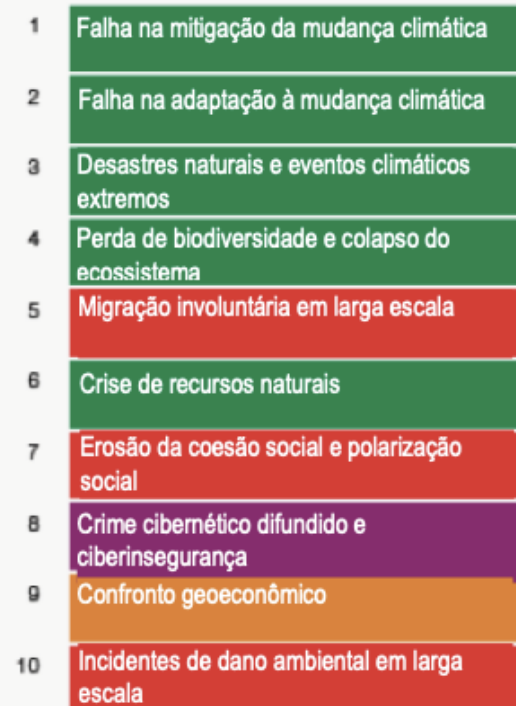 1 Falha na mitigação da mudança climática
2 Falha na adaptação à mudança climática
3 Desastres naturais e eventos climáticos
extremos
4 Perda de biodiversidade e colapso do
ecossistema
5 Migração involuntária em larga escala
6 Crise de recursos naturais
7 Erosão da coesão social e polarização
social
8 Crime cibernético difundido e
ciberinsegurança
9 Confronto geoeconômico
10 Incidentes de dano ambiental em larga
escala